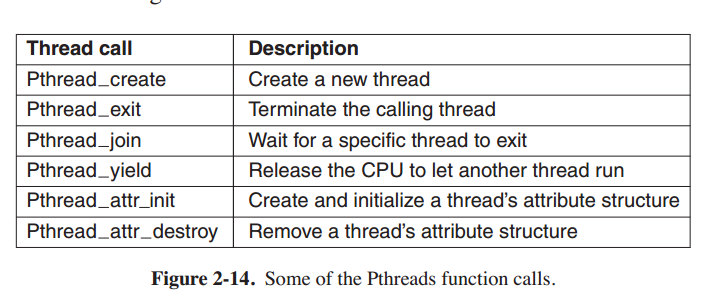 Thread call Description
Pthread_create Create a new thread
Pthread_exit Terminate the calling thread
Pthread_join Wait for a specific thread to exit
Pthread_yield Release the CPU to let another thread run
Pthread_attr_init Create and initialize a thread's attribute structure
Pthread_attr_destroy Remove a thread's attribute structure
Figure 2-14. Some of the Pthreads function calls.